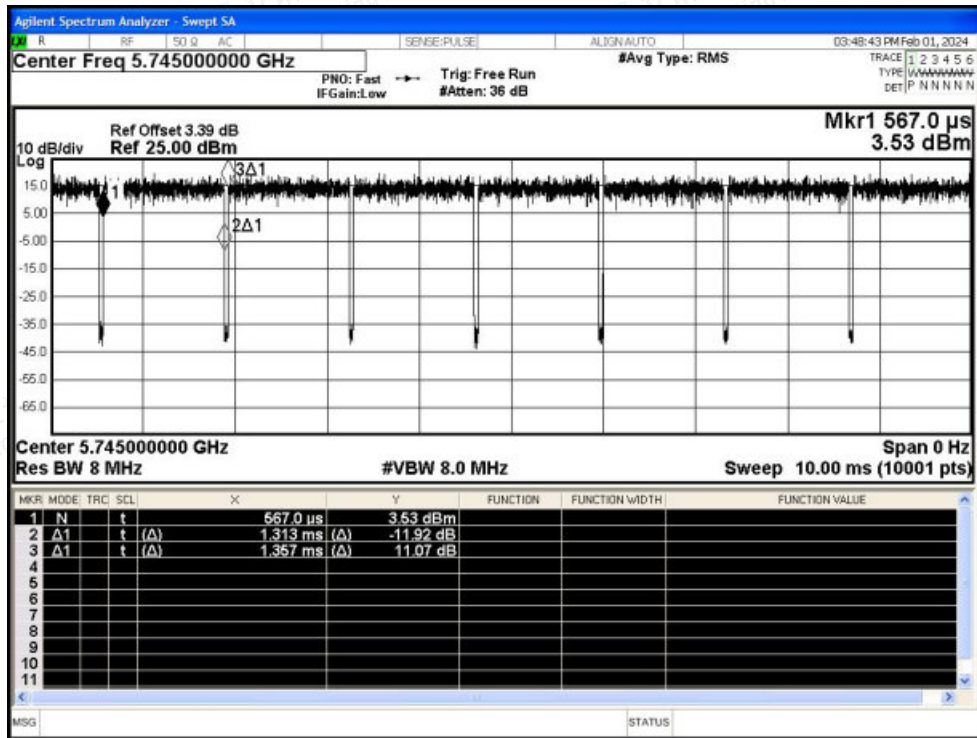 Agilent Spectrum Analyzer - Swept SA
R RF 50 Ω AC SENSE:PULSE ALIGN AUTO 03:48:43 PM Feb 01, 2024
Center Freq 5.745000000 GHz #Avg Type: RMS TRACE 1 2 3 4 5 6
PNO: Fast Trig: Free Run TYPE
IFGain:Low #Atten: 36 dB DET P N N N N N
Mkr1 567.0 µs
Ref Offset 3.39 dB
10 dB/div Ref 25.00 dBm 3.53 dBm
Log
3Δ1
15.0
1
5.00
2Δ1
-5.00
-15.0
-25.0
-35.0
-45.0
-55.0
-65.0
Center 5.745000000 GHz Span 0 Hz
Res BW 8 MHz #VBW 8.0 MHz Sweep 10.00 ms (10001 pts)
MKR MODE TRC SCL X Y FUNCTION FUNCTION WIDTH FUNCTION VALUE
1 N t 567.0 µs 3.53 dBm
2 Δ1 t (Δ) 1.313 ms (Δ) -11.92 dB
3 Δ1 t (Δ) 1.357 ms (Δ) 11.07 dB
4
5
6
7
8
9
10
11
MSG STATUS